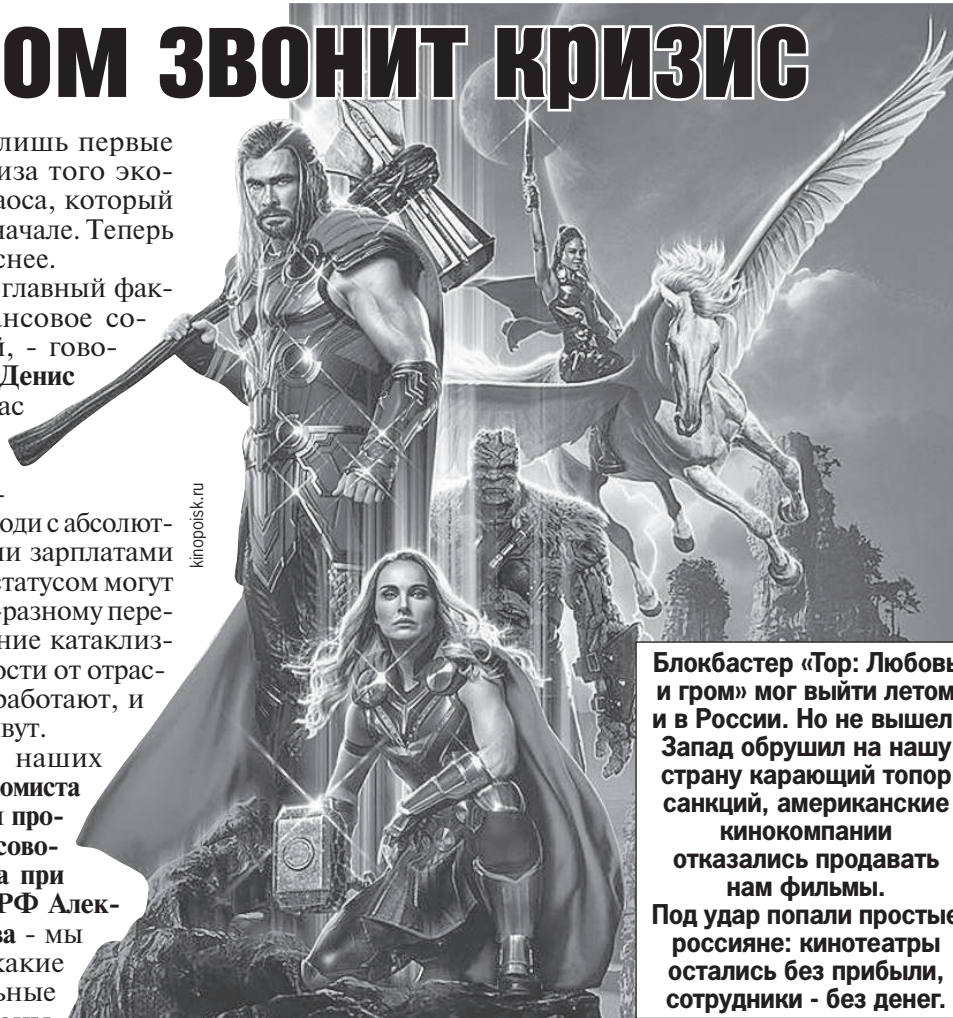 ОМ ЗВОНИТ КРИЗИС
лишь первые
иза того эко-
аоса, который
начале. Теперь
снее.
главный фак-
ансовое со-
й, - гово-
Денис
ас
-
юди с абсолют-
ии зарплатами
статусом могут
-разному пере-
ние катаклиз-
ости от отрас-
работают, и
вут.
наших
омиста
и про-
сово-
а при
РФ Алек-
ва - мы
какие
ьные
kinopoisk.ru
Блокбастер «Тор: Любовь
и гром» мог выйти летом
и в России. Но не вышел.
Запад обрушил на нашу
страну карающий топор
санкций, американские
кинокомпании
отказались продавать
нам фильмы.
Под удар попали простые
россияне: кинотеатры
остались без прибыли,
сотрудники - без денег.